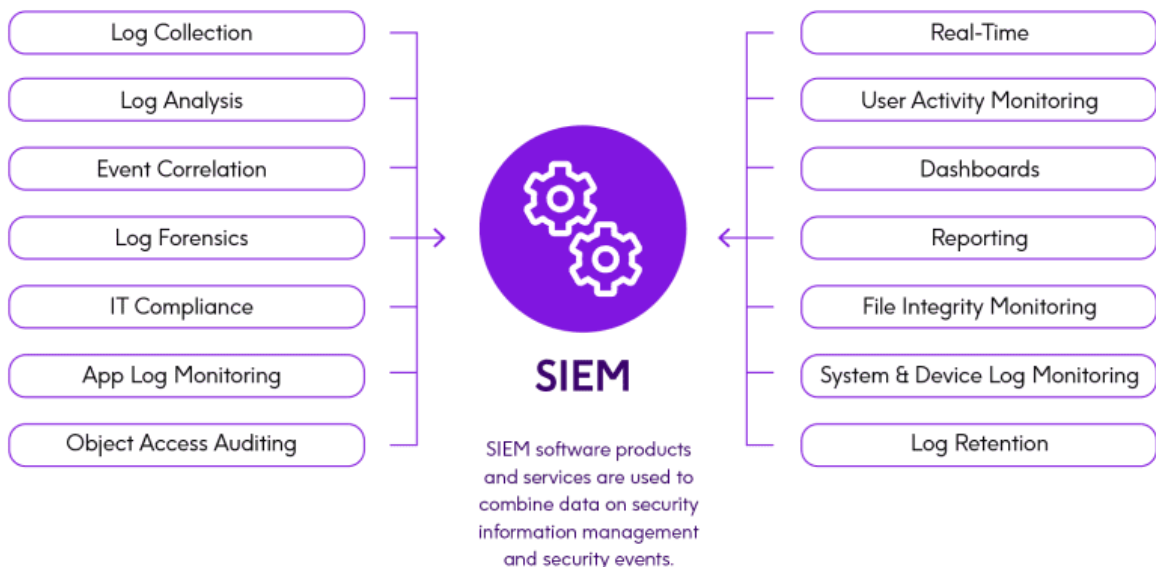 Log Collection
Log Analysis
Event Correlation
Log Forensics
IT Compliance
App Log Monitoring
Object Access Auditing
SIEM
SIEM software products
and services are used to
combine data on security
information management
and security events.
Real-Time
User Activity Monitoring
Dashboards
Reporting
File Integrity Monitoring
System & Device Log Monitoring
Log Retention